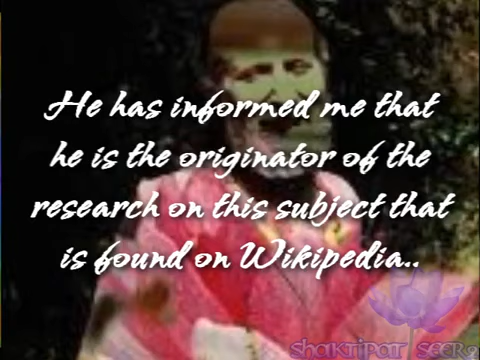 He has informed me that
he is the originator of the
research on this subject that
is found on Wikipedia..
Shaktipat Seer2